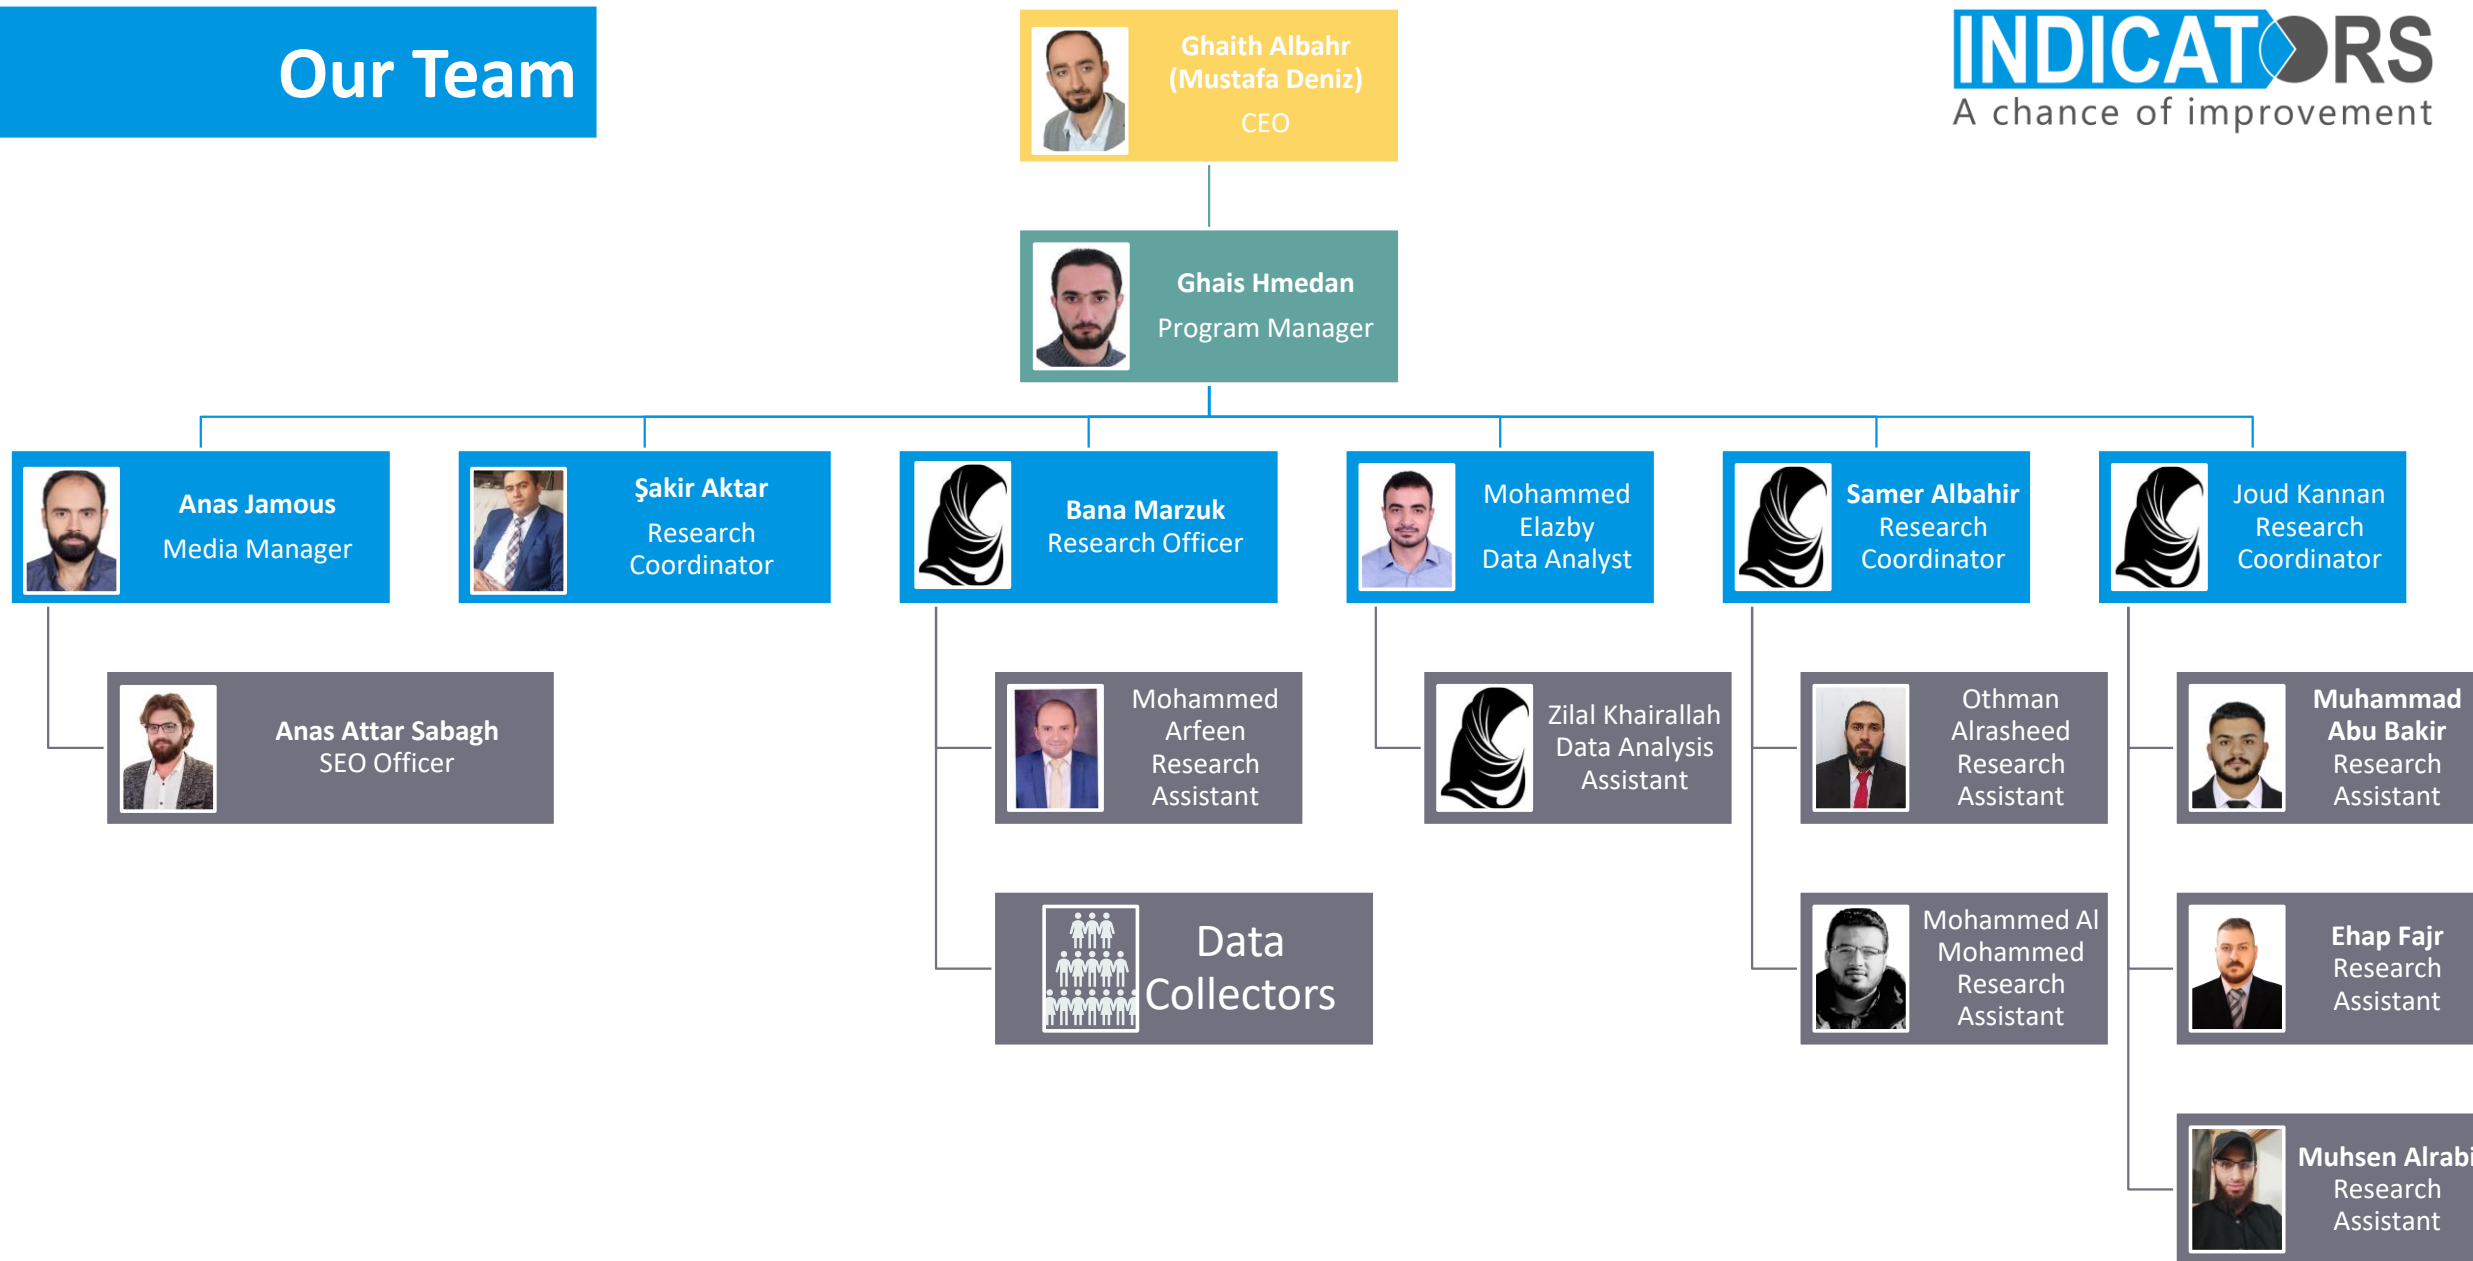 Our Team
Ghaith Albahr
(Mustafa Deniz)
CEO
INDICATORS
A chance of improvement
Ghais Hmedan
Program Manager
Anas Jamous
Media Manager
Şakir Aktar
Research
Coordinator
Bana Marzuk
Research Officer
Mohammed
Elazby
Data Analyst
Samer Albahir
Research
Coordinator
Joud Kannan
Research
Coordinator
Anas Attar Sabagh
SEO Officer
Mohammed
Arfeen
Research
Assistant
Zilal Khairallah
Data Analysis
Assistant
Othman
Alrasheed
Research
Assistant
Muhammad
Abu Bakir
Research
Assistant
Data
Collectors
Mohammed Al
Mohammed
Research
Assistant
Ehap Fajr
Research
Assistant
Muhsen Alrabi
Research
Assistant